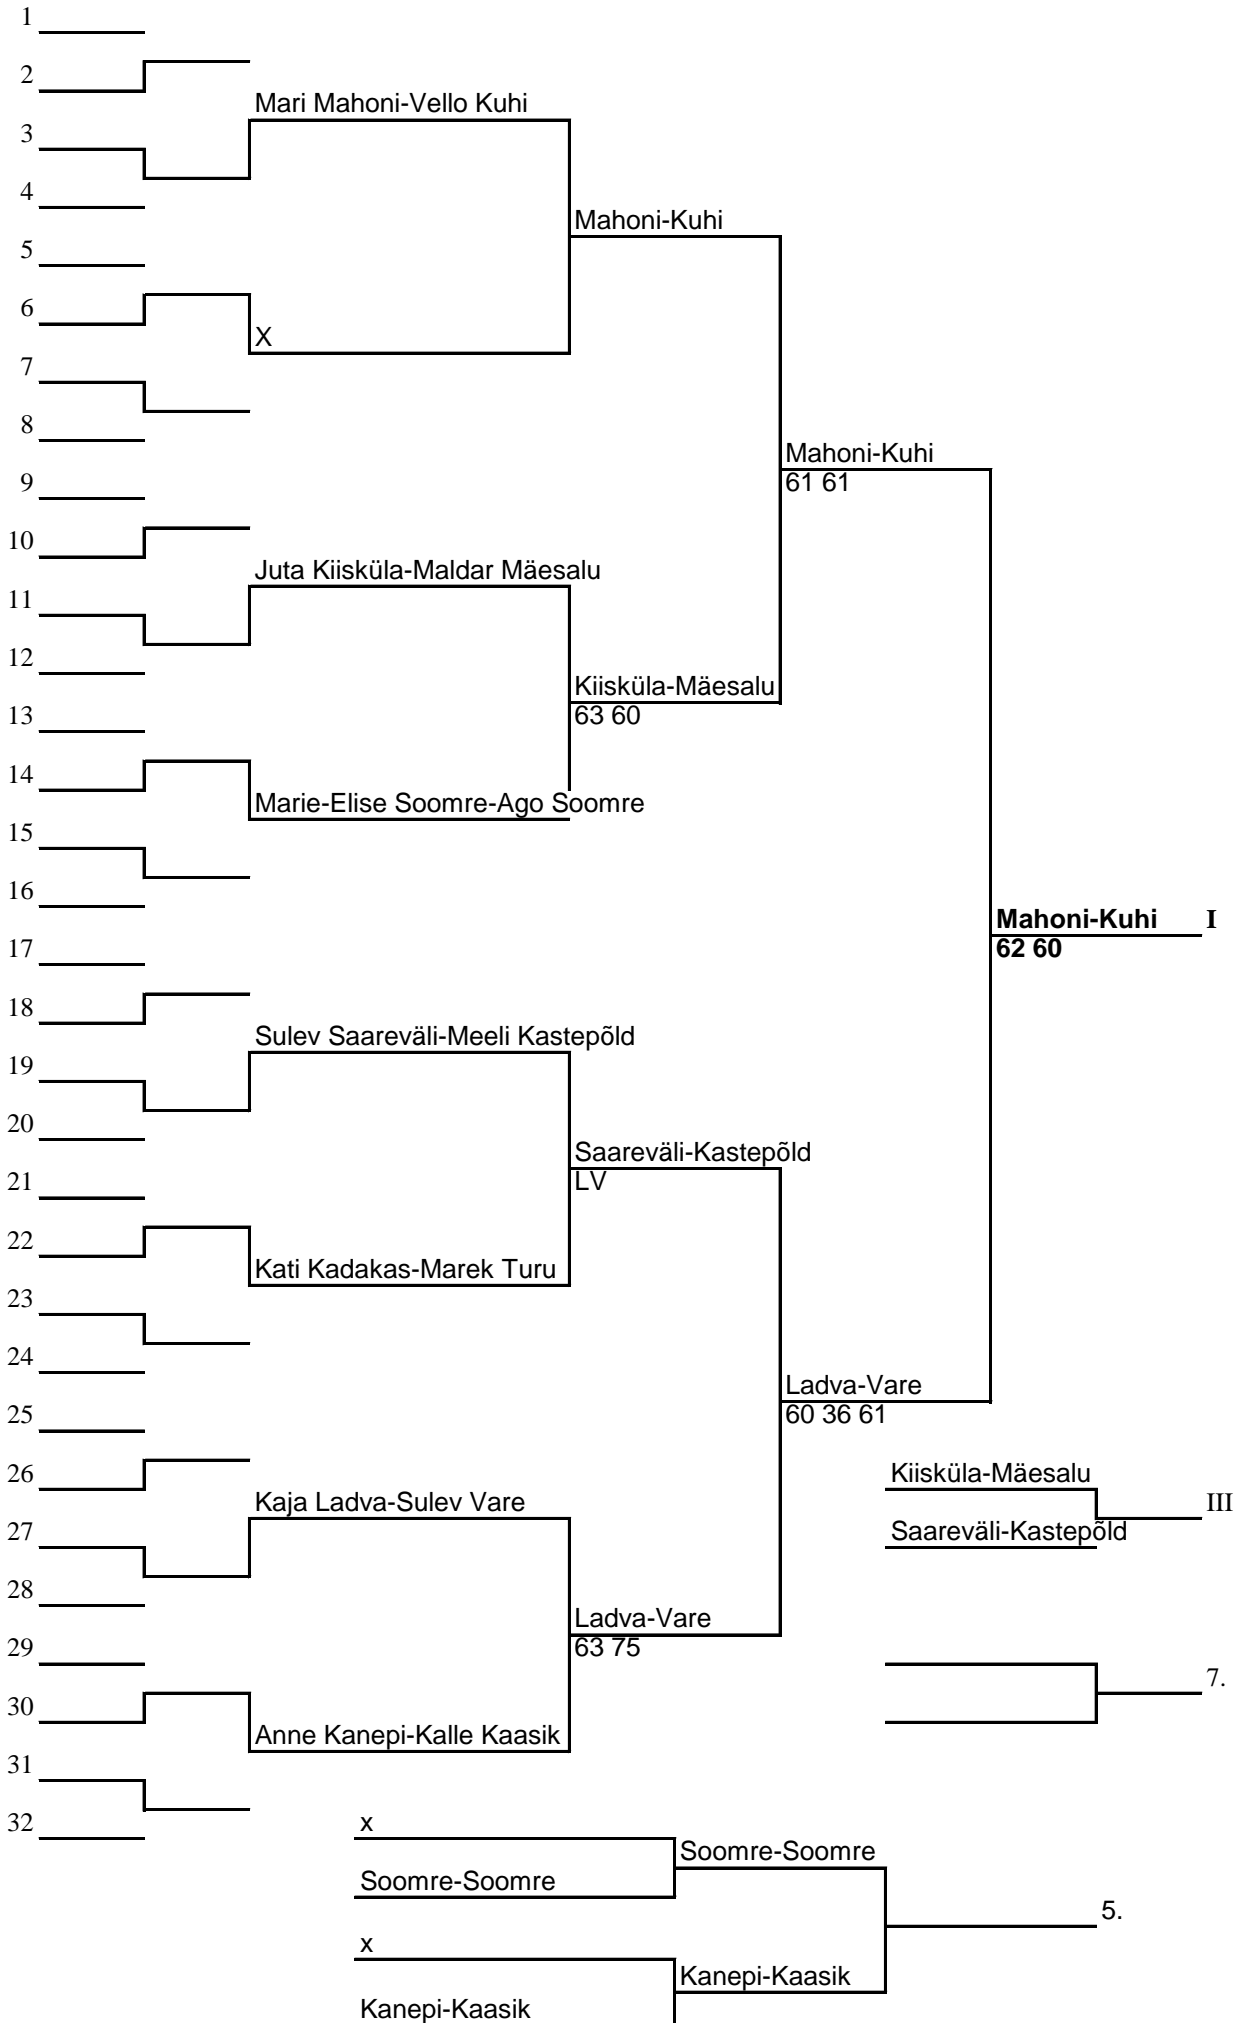 1
2
Mari Mahoni-Vello Kuhi
3
4
Mahoni-Kuhi
5
6
X
7
8
Mahoni-Kuhi
61 61
9
10
Juta Kiisküla-Maldar Mäesalu
11
12
Kiisküla-Mäesalu
63 60
13
14
Marie-Elise Soomre-Ago Soomre
15
16
Mahoni-Kuhi I
62 60
17
18
Sulev Saareväli-Meeli Kastepõld
19
20
Saareväli-Kastepõld
LV
21
22
Kati Kadakas-Marek Turu
23
24
Ladva-Vare
60 36 61
25
26
Kiisküla-Mäesalu
Kaja Ladva-Sulev Vare
III
27
Saareväli-Kastepõld
28
Ladva-Vare
63 75
29
7.
30
Anne Kanepi-Kalle Kaasik
31
32
x
Soomre-Soomre
Soomre-Soomre
5.
x
Kanepi-Kaasik
Kanepi-Kaasik